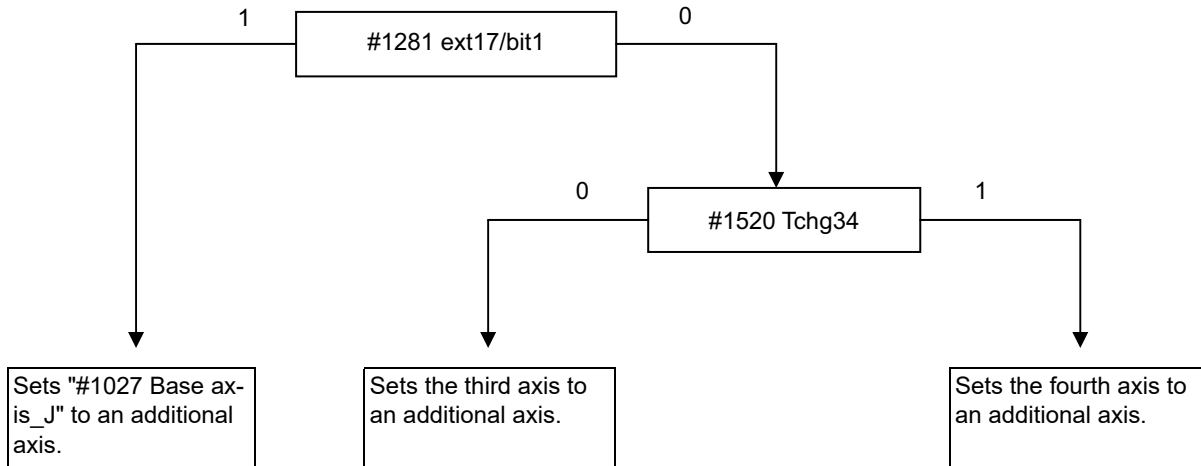 1
#1281 ext17/bit1
0
0
#1520 Tchg34
1
Sets "#1027 Base ax-
is_J" to an additional
axis.
Sets the third axis to
an additional axis.
Sets the fourth axis to
an additional axis.